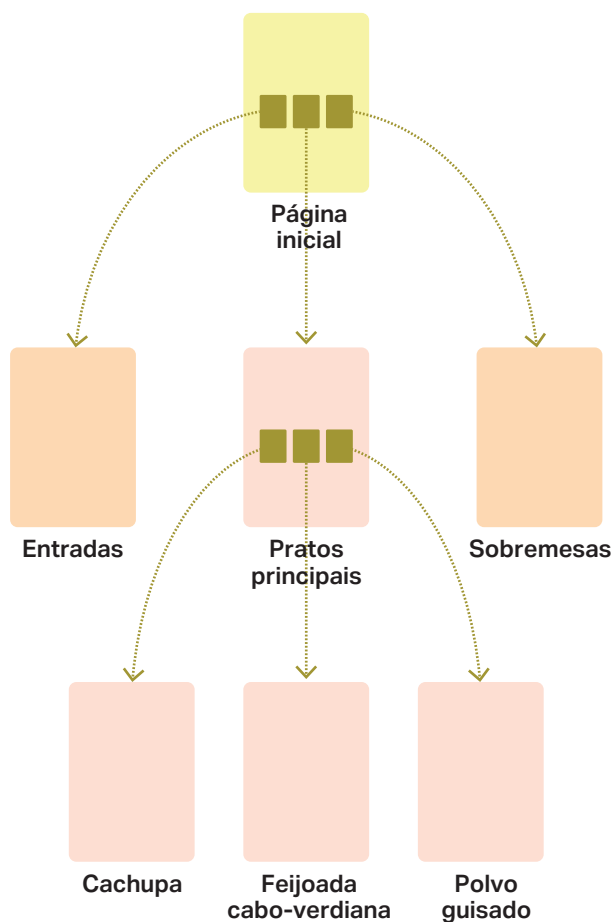 Página
inicial
Entradas
Pratos
principais
Sobremesas
Cachupa
Feijoada
cabo-verdiana
Polvo
guisado